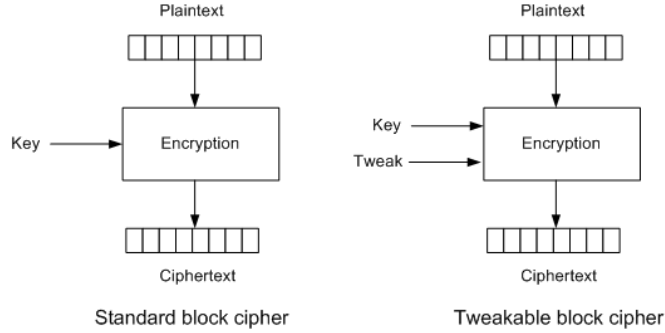 Plaintext
Key
Encryption
Ciphertext
Standard block cipher
Plaintext
Key
Tweak
Encryption
Ciphertext
Tweakable block cipher